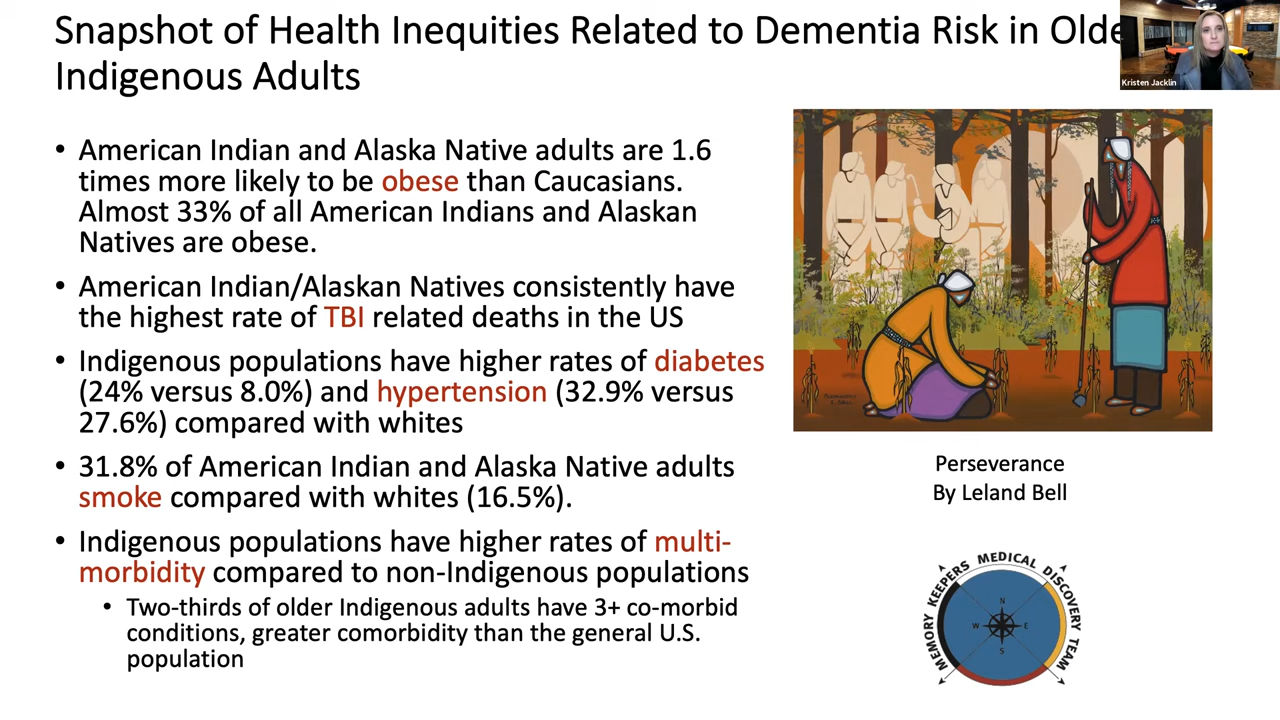 Snapshot of Health Inequities Related to Dementia Risk in Olde
Indigenous Adults
Kristen Jacklin
• American Indian and Alaska Native adults are 1.6
times more likely to be obese than Caucasians.
Almost 33% of all American Indians and Alaskan
Natives are obese.
• American Indian/Alaskan Natives consistently have
the highest rate of TBI related deaths in the US
• Indigenous populations have higher rates of diabetes
(24% versus 8.0%) and hypertension (32.9% versus
27.6%) compared with whites
• 31.8% of American Indian and Alaska Native adults
smoke compared with whites (16.5%).
• Indigenous populations have higher rates of multi-
morbidity compared to non-Indigenous populations
• Two-thirds of older Indigenous adults have 3+ co-morbid
conditions, greater comorbidity than the general U.S.
population
Perseverance
By Leland Bell
MEMORY KEEPERS MEDICAL DISCOVERY TEAM
N
W E
S